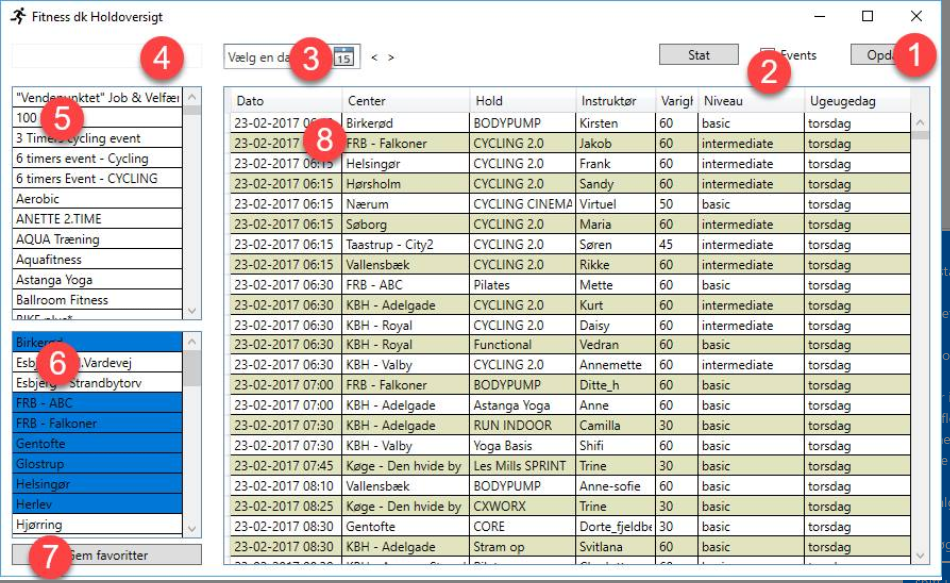 Fitness dk Holdoversigt
4
Vælg en da 3 15 < >
Stat
2 Events
Opd 1
"Vendepunktet" Job & Velfær
100 5
3 Timers cycling event
6 timers event - Cycling
6 timers Event - CYCLING
Aerobic
ANETTE 2.TIME
AQUA Træning
Aquafitness
Astanga Yoga
Ballroom Fitness
Birkerød
Esbj 6 .Vardevej
Esbjerg Strandbytorv
FRB - ABC
FRB - Falkoner
Gentofte
Glostrup
Helsingør
Herlev
Hjørring
7 Gem favoritter
Dato Center Hold Instruktør Varigh Niveau Ugeugedag
23-02-2017 06: Birkerød BODYPUMP Kirsten 60 basic torsdag
23-02-2017 8 FRB - Falkoner CYCLING 2.0 Jakob 60 intermediate torsdag
23-02-2017 06:15 Helsingør CYCLING 2.0 Frank 60 intermediate torsdag
23-02-2017 06:15 Hørsholm CYCLING 2.0 Sandy 60 intermediate torsdag
23-02-2017 06:15 Nærum CYCLING CINEMA Virtuel 50 basic torsdag
23-02-2017 06:15 Søborg CYCLING 2.0 Maria 60 intermediate torsdag
23-02-2017 06:15 Taastrup - City2 CYCLING 2.0 Søren 45 intermediate torsdag
23-02-2017 06:15 Vallensbæk CYCLING 2.0 Rikke 60 intermediate torsdag
23-02-2017 06:30 FRB - ABC Pilates Mette 60 basic torsdag
23-02-2017 06:30 KBH - Adelgade CYCLING 2.0 Kurt 60 intermediate torsdag
23-02-2017 06:30 KBH - Royal CYCLING 2.0 Daisy 60 intermediate torsdag
23-02-2017 06:30 KBH - Royal Functional Vedran 60 basic torsdag
23-02-2017 06:30 KBH - Valby CYCLING 2.0 Annemette 60 intermediate torsdag
23-02-2017 07:00 FRB - Falkoner BODYPUMP Ditte_h 60 basic torsdag
23-02-2017 07:00 KBH - Adelgade Astanga Yoga Anne 60 basic torsdag
23-02-2017 07:30 KBH - Adelgade RUN INDOOR Camilla 30 basic torsdag
23-02-2017 07:30 KBH - Valby Yoga Basis Shifi 60 basic torsdag
23-02-2017 07:45 Køge - Den hvide by Les Mills SPRINT Trine 30 basic torsdag
23-02-2017 08:10 Vallensbæk BODYPUMP Anne-sofie 60 basic torsdag
23-02-2017 08:25 Køge - Den hvide by CXWORX Trine 30 basic torsdag
23-02-2017 08:30 Gentofte CORE Dorte_fjeldbe 30 basic torsdag
23-02-2017 08:30 KBH - Adelgade Stram op Svitlana 60 basic torsdag